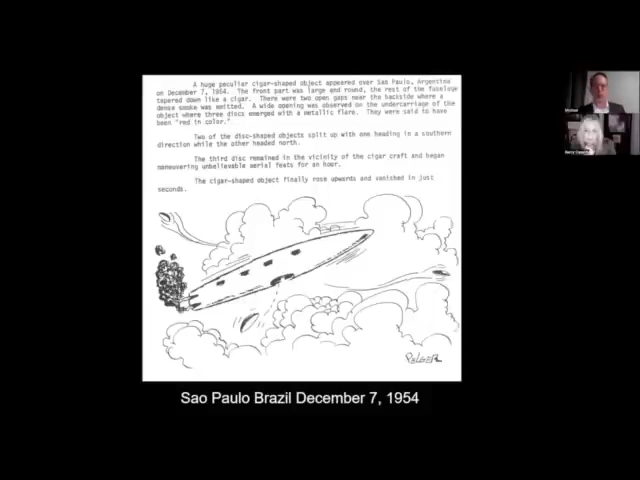 A huge peculiar cigar-shaped object appeared over Sao Paulo, Argentina
on December 7, 1954. The front part was large and round, the rest of the fuselage
tapered down like a cigar. There were two open gaps near the backside where a
dense smoke was emitted. A wide opening was observed on the undercarriage of the
object where three discs emerged with a metallic flare. They were said to have
been "red in color."
Two of the disc-shaped objects split up with one heading in a southern
direction while the other headed north.
The third disc remained in the vicinity of the cigar craft and began
maneuvering unbelievable aerial feats for an hour.
The cigar-shaped object finally rose upwards and vanished in just
seconds.
Sao Paulo Brazil December 7, 1954
Michael